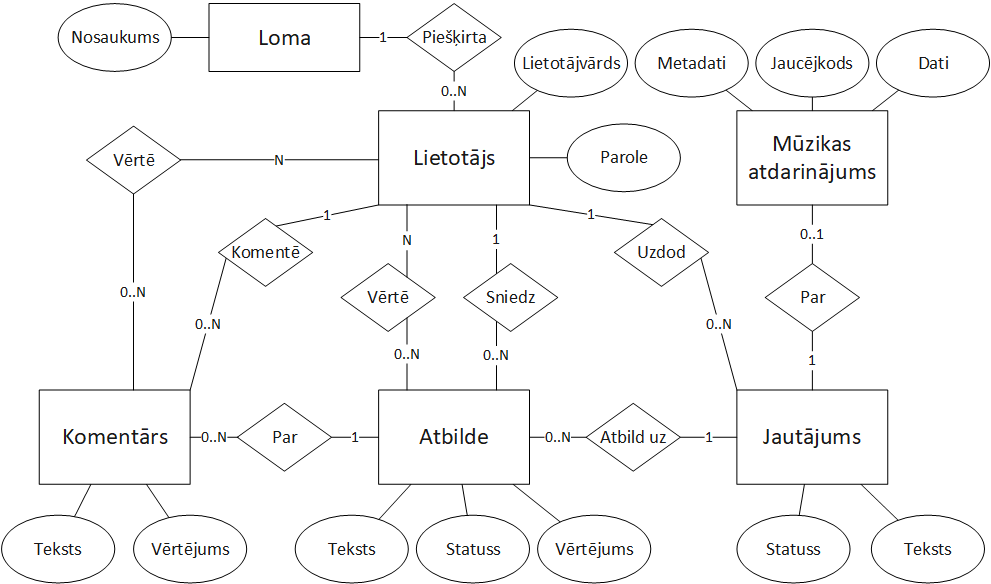 Nosaukums
Loma
1
Piešķirta
0..N
Lietotājvārds
Metadati
Jaucējkods
Dati
Vērtē
N
Lietotājs
Parole
Mūzikas
atdarinājums
1
Komentē
N
1
1
Uzdod
0..1
0..N
Vērtē
Sniedz
Par
0..N
0..N
0..N
0..N
1
Komentārs
0..N
Par
1
Atbilde
0..N
Atbild uz
1
Jautājums
Teksts
Vērtējums
Teksts
Statuss
Vērtējums
Statuss
Teksts